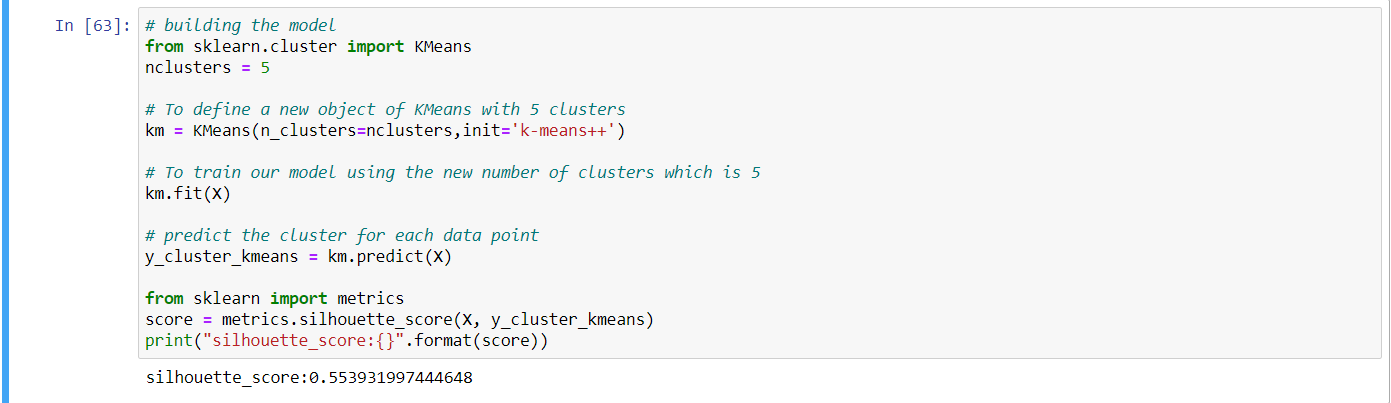 In [63]: # building the model
from sklearn.cluster import KMeans
nclusters = 5
# To define a new object of KMeans with 5 clusters
km = KMeans(n_clusters=nclusters,init='k-means++')
# To train our model using the new number of clusters which is 5
km.fit(X)
# predict the cluster for each data point
y_cluster_kmeans = km.predict(X)
from sklearn import metrics
score = metrics.silhouette_score(X, y_cluster_kmeans)
print("silhouette_score:{}".format(score))
silhouette_score:0.553931997444648